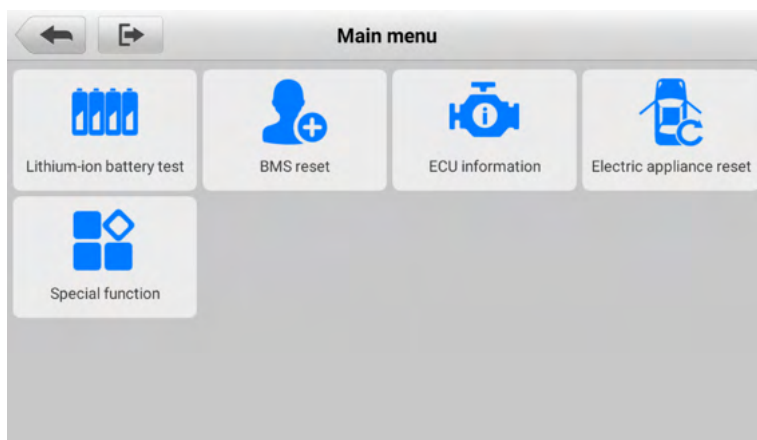 Main menu
Lithium-ion battery test
BMS reset
ECU information
Electric appliance reset
Special function